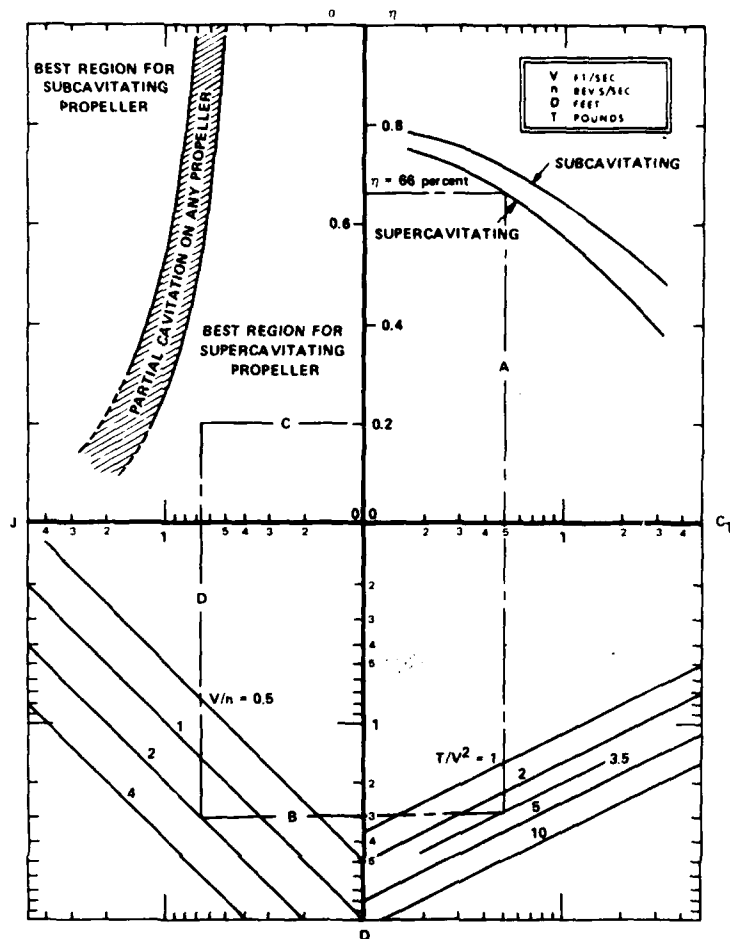 σ η
BEST REGION FOR
SUBCAVITATING
PROPELLER
V FT/SEC
n REV S/SEC
D FEET
T POUNDS
0.8
SUBCAVITATING
η = 66 percent
PARTIAL CAVITATION ON ANY PROPELLER
0.6
SUPERCAVITATING
BEST REGION FOR
SUPERCAVITATING
PROPELLER
0.4
A
C
0.2
0 0
J 4 3 2 1 5 4 3 2 2 3 4 5 1 2 3 4 C_T
D
2
3
4
5
V/n = 0.5
1
1
T/V² = 1
2
2
3.5
2
4
B
3
5
4
10
5
D